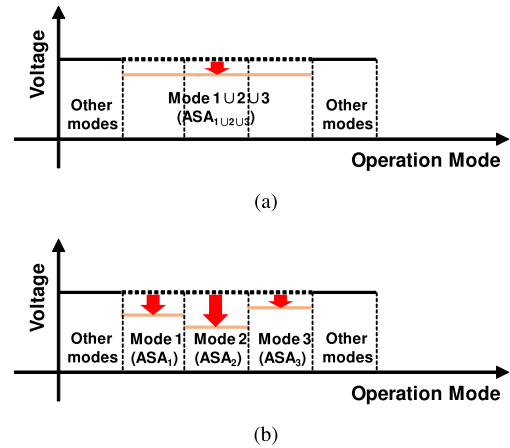 Voltage
Other
modes
Mode 1∪2∪3
(ASA₁∪₂∪₃)
Other
modes
Operation Mode
(a)
Voltage
Other
modes
Mode 1
(ASA₁)
Mode 2
(ASA₂)
Mode 3
(ASA₃)
Other
modes
Operation Mode
(b)